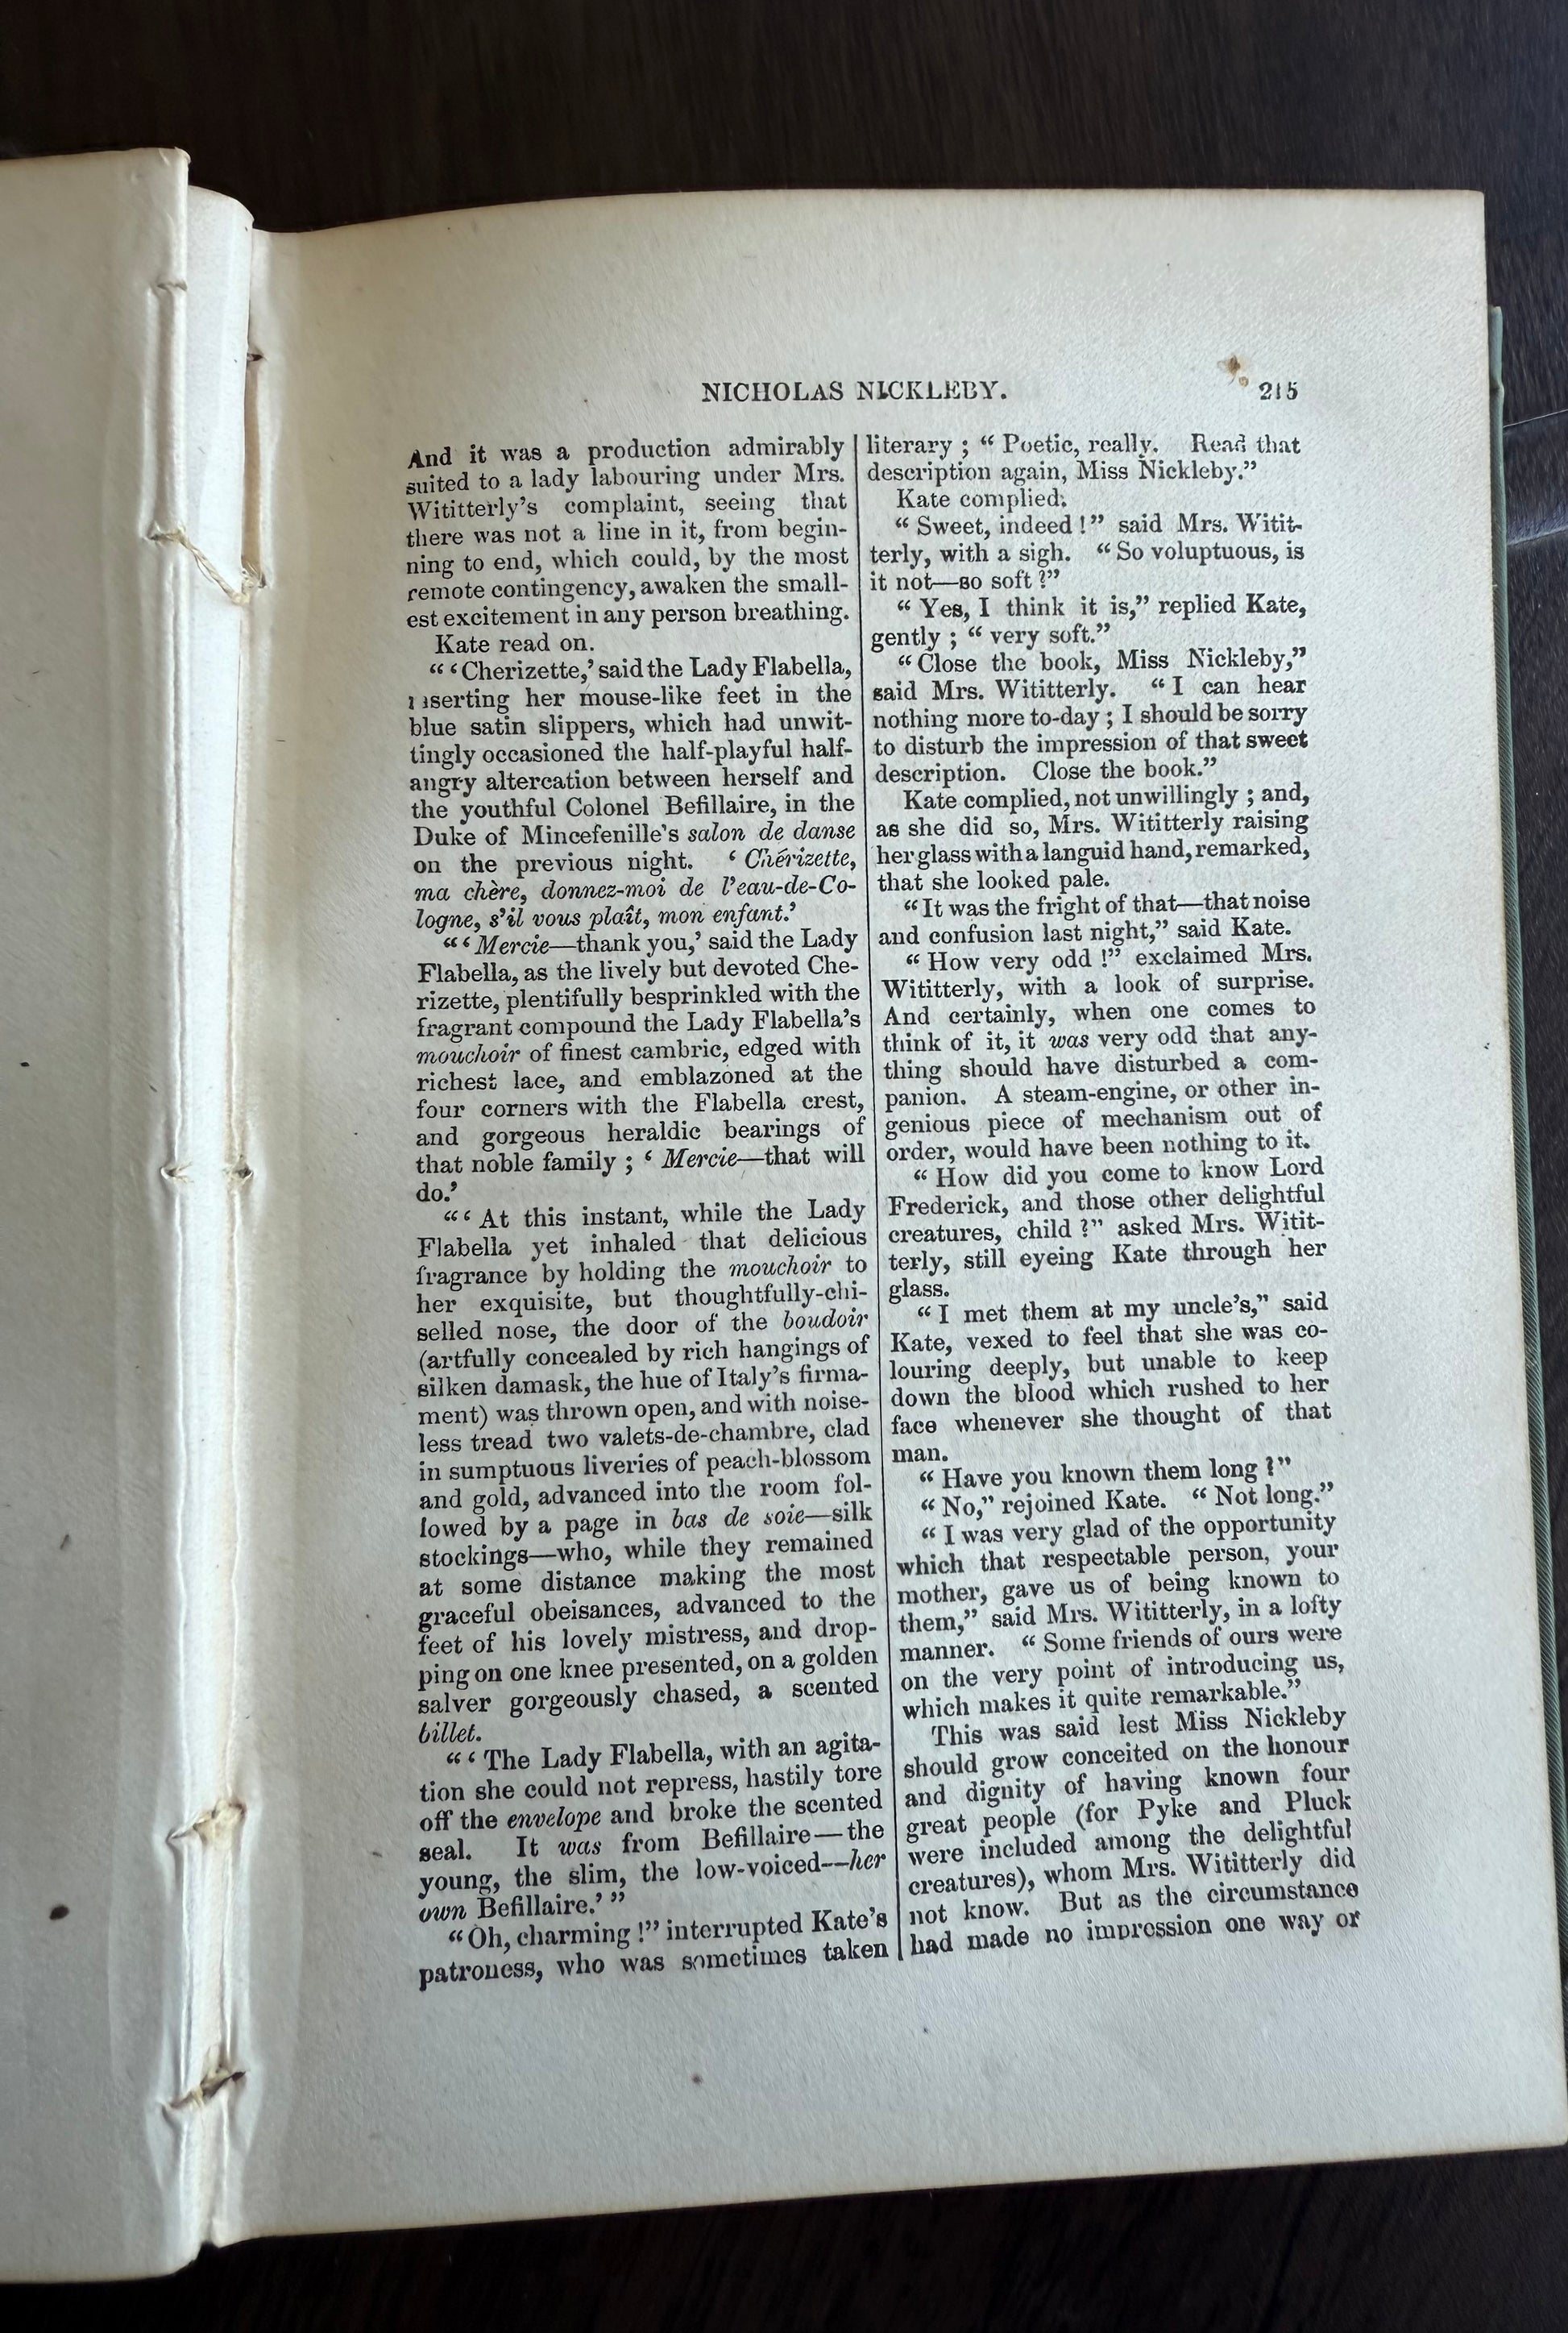 NICHOLAS NICKLEBY. 215
And it was a production admirably
suited to a lady labouring under Mrs.
Wititterly's complaint, seeing that
there was not a line in it, from begin-
ning to end, which could, by the most
remote contingency, awaken the small-
est excitement in any person breathing.
Kate read on.
“ ‘Cherizette,’ said the Lady Flabella,
inserting her mouse-like feet in the
blue satin slippers, which had unwit-
tingly occasioned the half-playful half-
angry altercation between herself and
the youthful Colonel Befillaire, in the
Duke of Mincefenille's salon de danse
on the previous night. ‘ Chérizette,
ma chère, donnez-moi de l'eau-de-Co-
logne, s'il vous plaît, mon enfant.’
“ ‘ Mercie—thank you,’ said the Lady
Flabella, as the lively but devoted Che-
rizette, plentifully besprinkled with the
fragrant compound the Lady Flabella's
mouchoir of finest cambric, edged with
richest lace, and emblazoned at the
four corners with the Flabella crest,
and gorgeous heraldic bearings of
that noble family ; ‘ Mercie—that will
do.’
“ ‘ At this instant, while the Lady
Flabella yet inhaled that delicious
fragrance by holding the mouchoir to
her exquisite, but thoughtfully-chi-
selled nose, the door of the boudoir
(artfully concealed by rich hangings of
silken damask, the hue of Italy's firma-
ment) was thrown open, and with noise-
less tread two valets-de-chambre, clad
in sumptuous liveries of peach-blossom
and gold, advanced into the room fol-
lowed by a page in bas de soie—silk
stockings—who, while they remained
at some distance making the most
graceful obeisances, advanced to the
feet of his lovely mistress, and drop-
ping on one knee presented, on a golden
salver gorgeously chased, a scented
billet.
“ ‘ The Lady Flabella, with an agita-
tion she could not repress, hastily tore
off the envelope and broke the scented
seal. It was from Befillaire—the
young, the slim, the low-voiced—her
own Befillaire.’ ”
“Oh, charming !” interrupted Kate's
patroness, who was sometimes taken
literary ; “ Poetic, really. Read that
description again, Miss Nickleby.”
Kate complied.
“ Sweet, indeed !” said Mrs. Witit-
terly, with a sigh. “ So voluptuous, is
it not—so soft ?”
“ Yes, I think it is,” replied Kate,
gently ; “ very soft.”
“ Close the book, Miss Nickleby,”
said Mrs. Wititterly. “ I can hear
nothing more to-day ; I should be sorry
to disturb the impression of that sweet
description. Close the book.”
Kate complied, not unwillingly ; and,
as she did so, Mrs. Wititterly raising
her glass with a languid hand, remarked,
that she looked pale.
“ It was the fright of that—that noise
and confusion last night,” said Kate.
“ How very odd !” exclaimed Mrs.
Wititterly, with a look of surprise.
And certainly, when one comes to
think of it, it was very odd that any-
thing should have disturbed a com-
panion. A steam-engine, or other in-
genious piece of mechanism out of
order, would have been nothing to it.
“ How did you come to know Lord
Frederick, and those other delightful
creatures, child ?” asked Mrs. Witit-
terly, still eyeing Kate through her
glass.
“ I met them at my uncle's,” said
Kate, vexed to feel that she was co-
louring deeply, but unable to keep
down the blood which rushed to her
face whenever she thought of that
man.
“ Have you known them long ?”
“ No,” rejoined Kate. “ Not long.”
“ I was very glad of the opportunity
which that respectable person, your
mother, gave us of being known to
them,” said Mrs. Wititterly, in a lofty
manner. “ Some friends of ours were
on the very point of introducing us,
which makes it quite remarkable.”
This was said lest Miss Nickleby
should grow conceited on the honour
and dignity of having known four
great people (for Pyke and Pluck
were included among the delightful
creatures), whom Mrs. Wititterly did
not know. But as the circumstance
had made no impression one way or